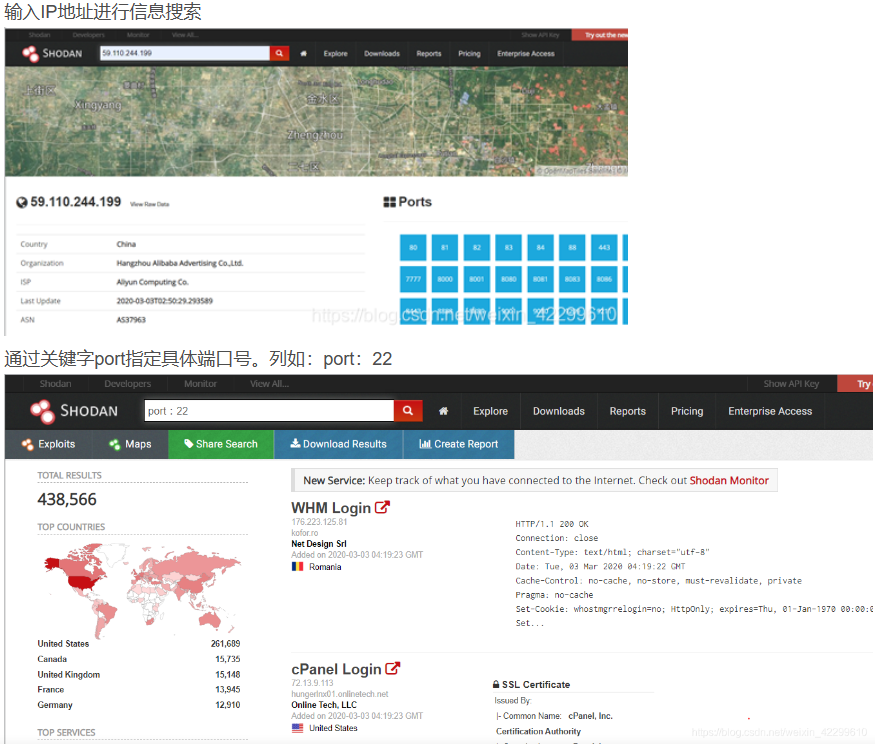 输入IP地址进行信息搜索
Shodan Developers Monitor View All... Show API Key Try out the new
SHODAN 59.110.244.199 Explore Downloads Reports Pricing Enterprise Access
上街区
Xingyang
金水区
Zhengzhou
59.110.244.199 View Raw Data
Ports
Country China
Organization Hangzhou Alibaba Advertising Co.,Ltd.
ISP Aliyun Computing Co.
Last Update 2020-03-03T02:50:29.293589
ASN AS37963
80 81 82 83 84 88 443
7777 8000 8001 8080 8081 8083 8086
https://blog.csdn.net/weixin_42299610
通过关键字port指定具体端口号。列如：port：22
Shodan Developers Monitor View All... Show API Key Try
SHODAN port：22 Explore Downloads Reports Pricing Enterprise Access
Exploits Maps Share Search Download Results Create Report
TOTAL RESULTS
438,566
TOP COUNTRIES
United States 261,689
Canada 15,735
United Kingdom 15,148
France 13,945
Germany 12,910
TOP SERVICES
New Service: Keep track of what you have connected to the Internet. Check out Shodan Monitor
WHM Login
176.223.125.81
kofor.ro
Net Design Srl
Added on 2020-03-03 04:19:23 GMT
Romania
HTTP/1.1 200 OK
Connection: close
Content-Type: text/html; charset="utf-8"
Date: Tue, 03 Mar 2020 04:19:22 GMT
Cache-Control: no-cache, no-store, must-revalidate, private
Pragma: no-cache
Set-Cookie: whostmgrrelogin=no; HttpOnly; expires=Thu, 01-Jan-1970 00:00:0
Set...
cPanel Login
72.13.9.113
hungerinx01.onlinetech.net
Online Tech, LLC
Added on 2020-03-03 04:19:23 GMT
United States
SSL Certificate
Issued By:
|- Common Name: cPanel, Inc.
Certification Authority
https://blog.csdn.net/weixin_42299610